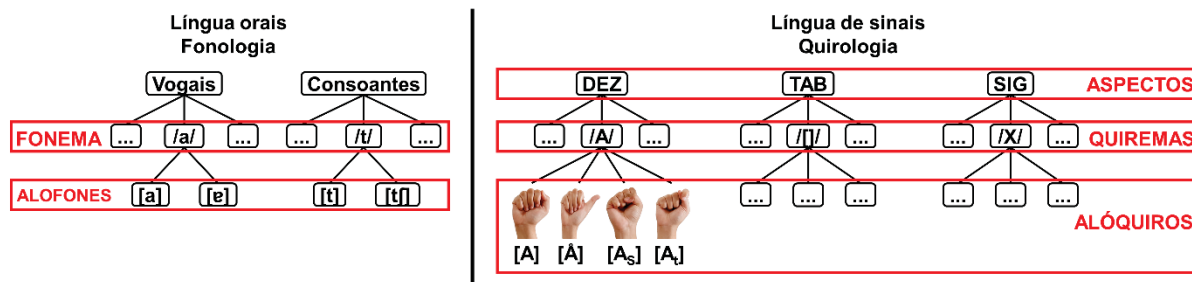 Língua orais
Fonologia
Vogais Consoantes
FONEMA ... /a/ ... ... /t/ ...
ALOFONES [a] [ɐ] [t] [tʃ]
Língua de sinais
Quirologia
DEZ TAB SIG ASPECTOS
... /A/ ... ... /[]/ ... ... /X/ ... QUIREMAS
... ... ... ... ... ...
ALÓQUIROS
[A] [Å] [Aₛ] [Aₜ]